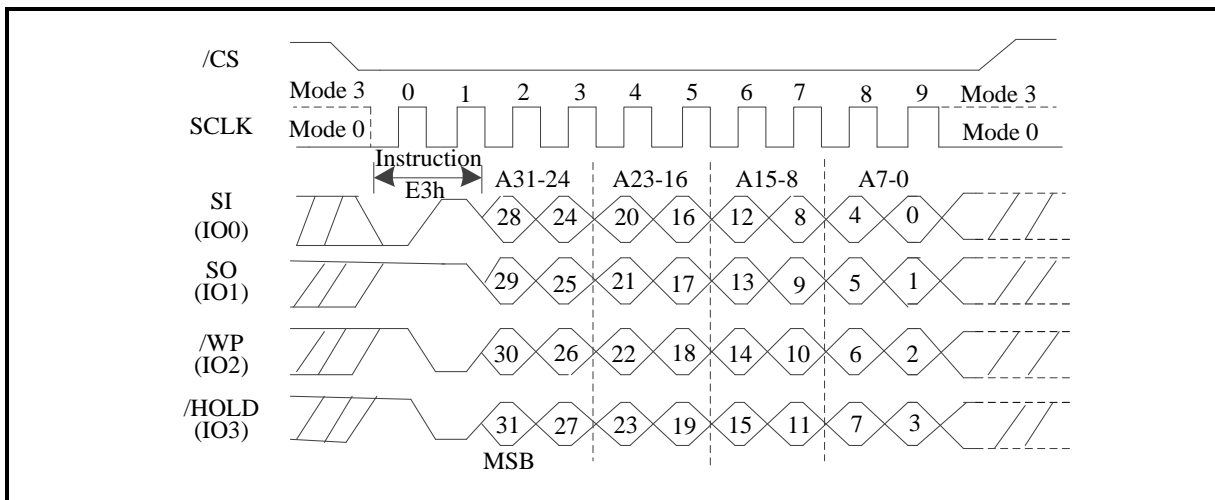 /CS
Mode 3 0 1 2 3 4 5 6 7 8 9 Mode 3
SCLK Mode 0 Mode 0
Instruction
E3h A31-24 A23-16 A15-8 A7-0
SI
(IO0) 28 24 20 16 12 8 4 0
SO
(IO1) 29 25 21 17 13 9 5 1
/WP
(IO2) 30 26 22 18 14 10 6 2
/HOLD
(IO3) 31 27 23 19 15 11 7 3
MSB